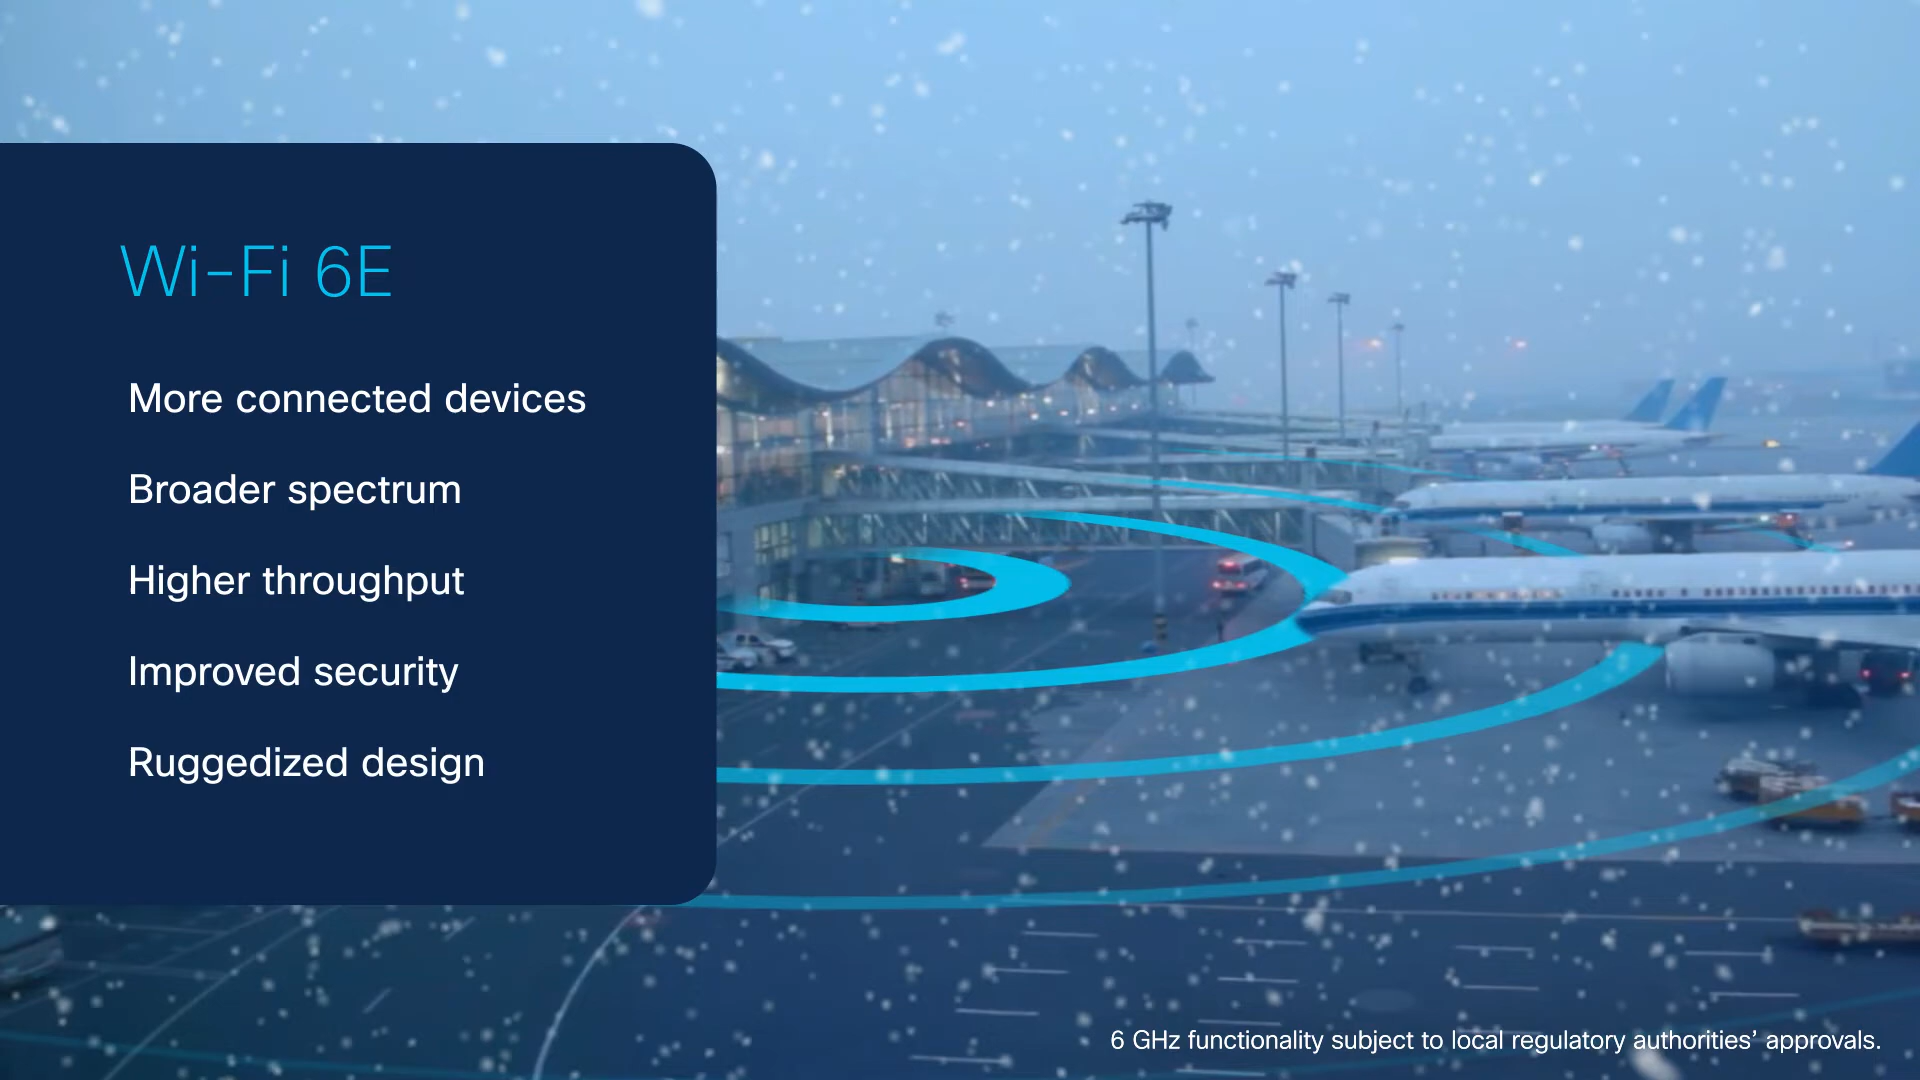 Wi-Fi 6E
More connected devices
Broader spectrum
Higher throughput
Improved security
Ruggedized design
6 GHz functionality subject to local regulatory authorities’ approvals.